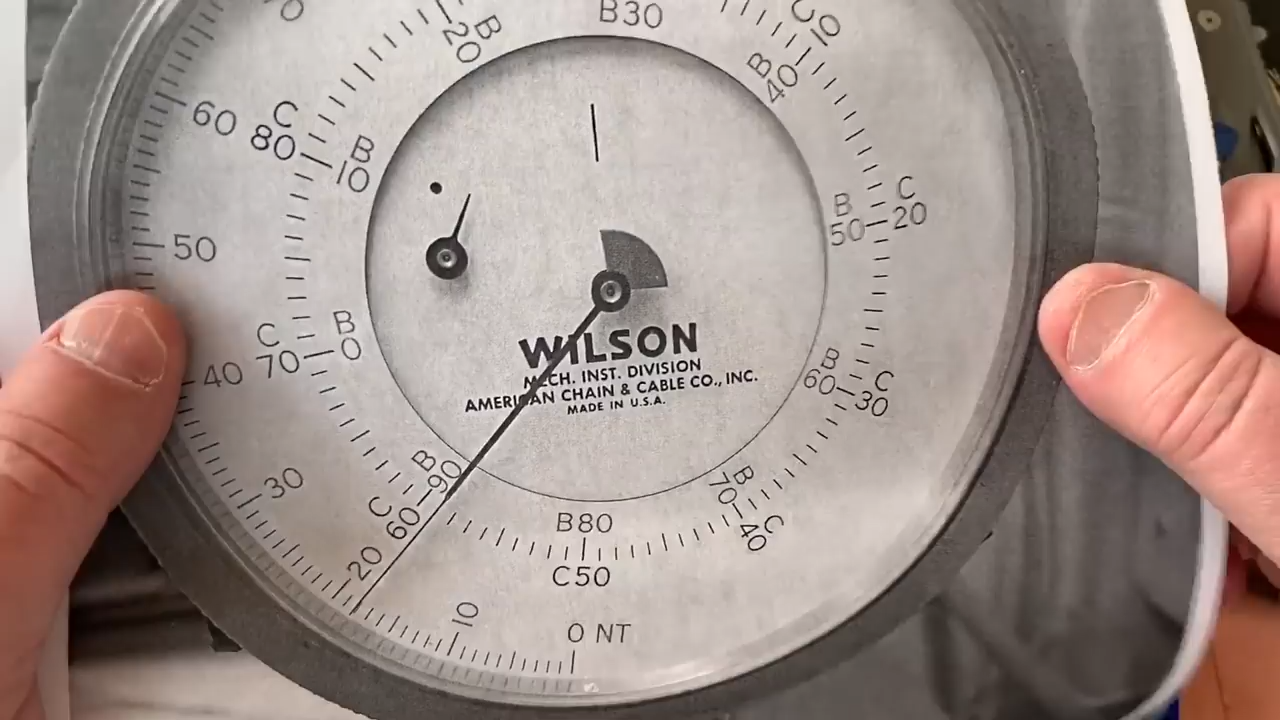 B30
B
20
C0
B
40
60
C
80
B
10
50
B
50
C
20
C
70
B
0
40
WILSON
MECH. INST. DIVISION
AMERICAN CHAIN & CABLE CO., INC.
MADE IN U.S.A.
B
60
C
30
30
B
90
C
60
B
70
C
40
B80
C50
20
10
0 NT